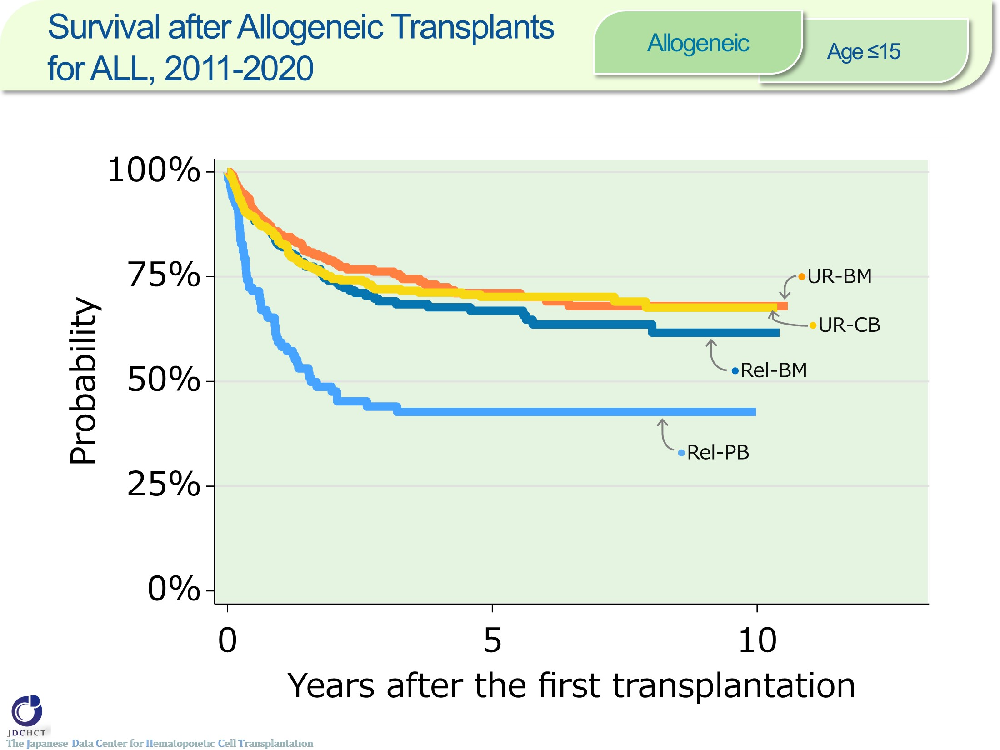 Survival after Allogeneic Transplants
for ALL, 2011-2020
Allogeneic
Age ≤15
100%
75%
50%
25%
0%
Probability
UR-BM
UR-CB
Rel-BM
Rel-PB
0
5
10
Years after the first transplantation
JDCHCT
The Japanese Data Center for Hematopoietic Cell Transplantation